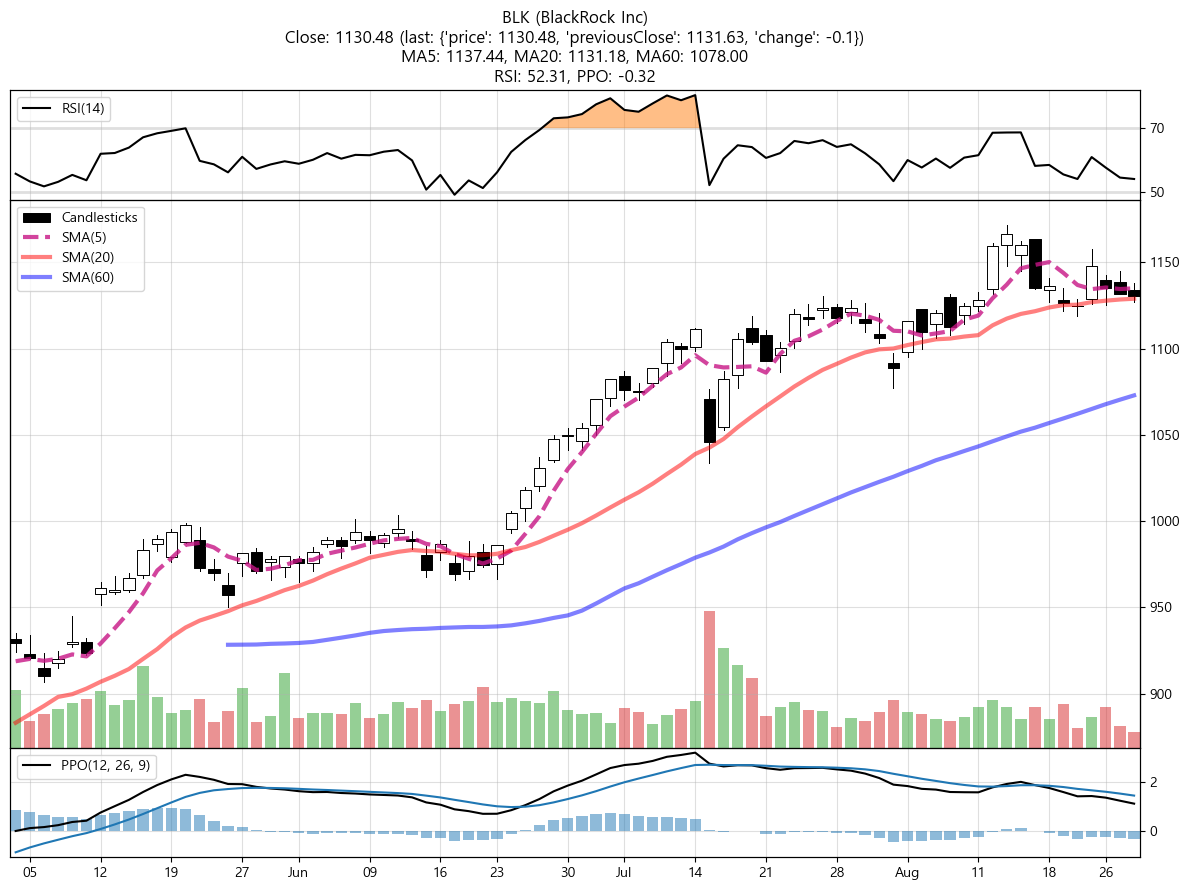 BLK (BlackRock Inc)
Close: 1130.48 (last: {'price': 1130.48, 'previousClose': 1131.63, 'change': -0.1})
MA5: 1137.44, MA20: 1131.18, MA60: 1078.00
RSI: 52.31, PPO: -0.32
RSI(14)
70
50
Candlesticks
SMA(5)
SMA(20)
SMA(60)
1150
1100
1050
1000
950
900
PPO(12, 26, 9)
2
0
05 12 19 27 Jun 09 16 23 30 Jul 14 21 28 Aug 11 18 26